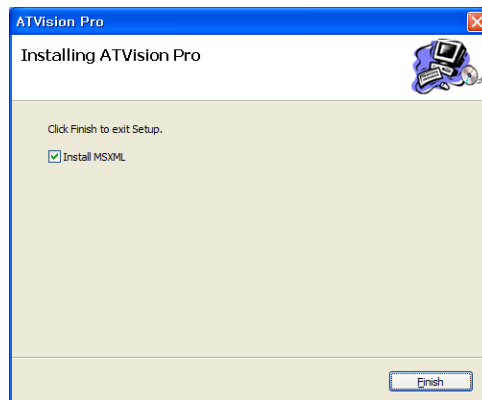 ATVision Pro
Installing ATVision Pro
Click Finish to exit Setup.
Install MSXML
Finish